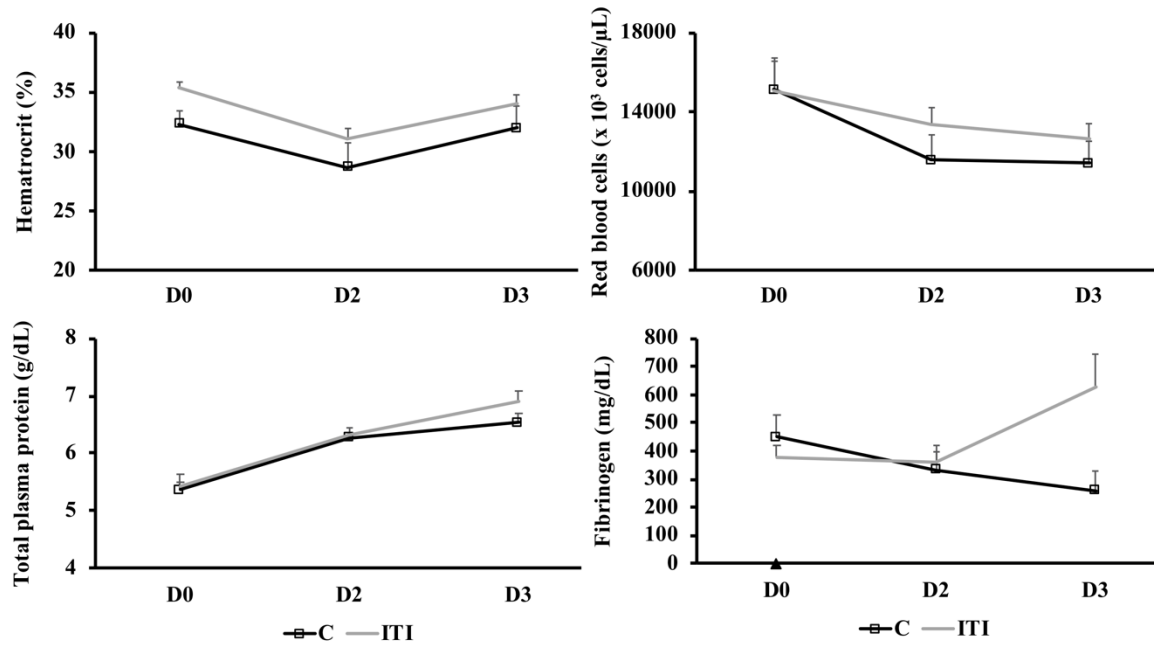 Hematrocrit (%)
40
35
30
25
20
D0 D2 D3
Red blood cells (x 10³ cells/µL)
18000
14000
10000
6000
D0 D2 D3
Total plasma protein (g/dL)
8
7
6
5
4
D0 D2 D3
C ITI
Fibrinogen (mg/dL)
800
700
600
500
400
300
200
100
0
D0 D2 D3
C ITI